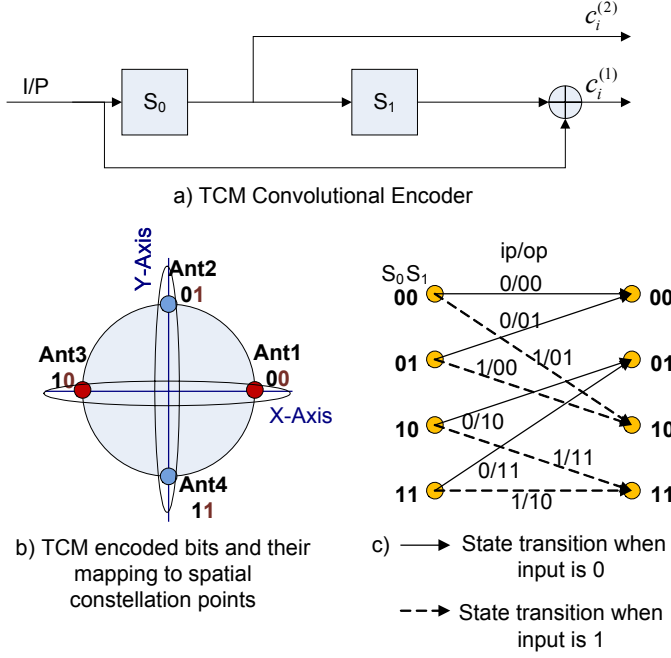 c_i^{(2)}
I/P
S_0
S_1
c_i^{(1)}
a) TCM Convolutional Encoder
Y-Axis
Ant2
01
Ant3
10
Ant1
00
X-Axis
Ant4
11
b) TCM encoded bits and their
mapping to spatial
constellation points
ip/op
S_0S_1
00
0/00
00
0/01
01
1/00
1/01
01
10
0/10
1/11
10
0/11
11
1/10
11
c)
State transition when
input is 0
State transition when
input is 1